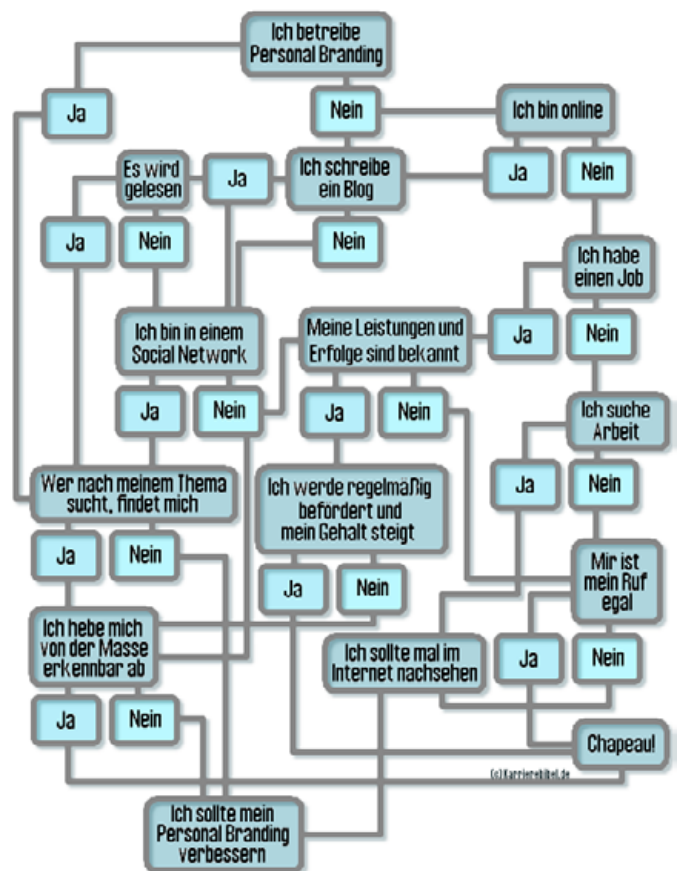 Ich betreibe
Personal Branding
Ja
Nein
Ich bin online
Es wird
gelesen
Ja
Ich schreibe
ein Blog
Ja
Nein
Ja
Nein
Nein
Ich habe
einen Job
Ich bin in einem
Social Network
Meine Leistungen und
Erfolge sind bekannt
Ja
Nein
Ja
Nein
Ja
Nein
Ich suche
Arbeit
Wer nach meinem Thema
sucht, findet mich
Ich werde regelmäßig
befördert und
mein Gehalt steigt
Ja
Nein
Ja
Nein
Ja
Nein
Mir ist
mein Ruf
egal
Ich hebe mich
von der Masse
erkennbar ab
Ich sollte mal im
Internet nachsehen
Ja
Nein
Ja
Nein
Chapeau!
(c)Karrierebibel.de
Ich sollte mein
Personal Branding
verbessern